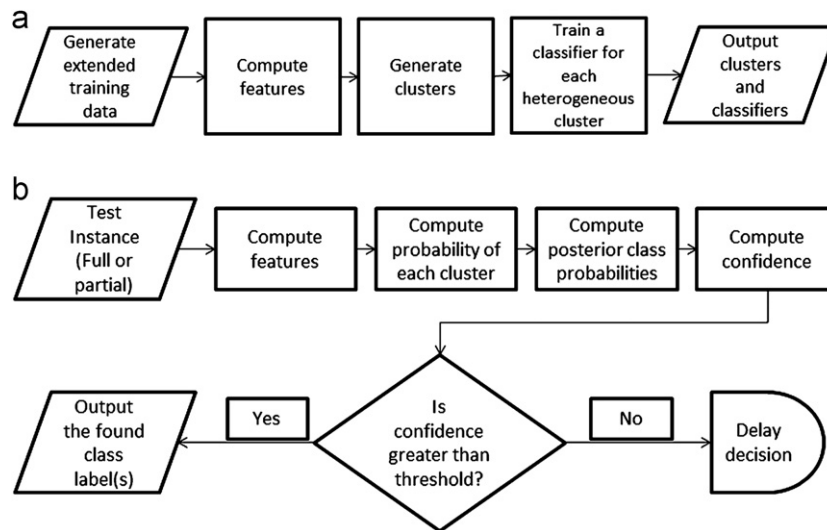 a
Generate
extended
training
data
Compute
features
Generate
clusters
Train a
classifier for
each
heterogeneous
cluster
Output
clusters
and
classifiers
b
Test
Instance
(Full or
partial)
Compute
features
Compute
probability of
each cluster
Compute
posterior class
probabilities
Compute
confidence
Output
the found
class
label(s)
Yes
Is
confidence
greater than
threshold?
No
Delay
decision